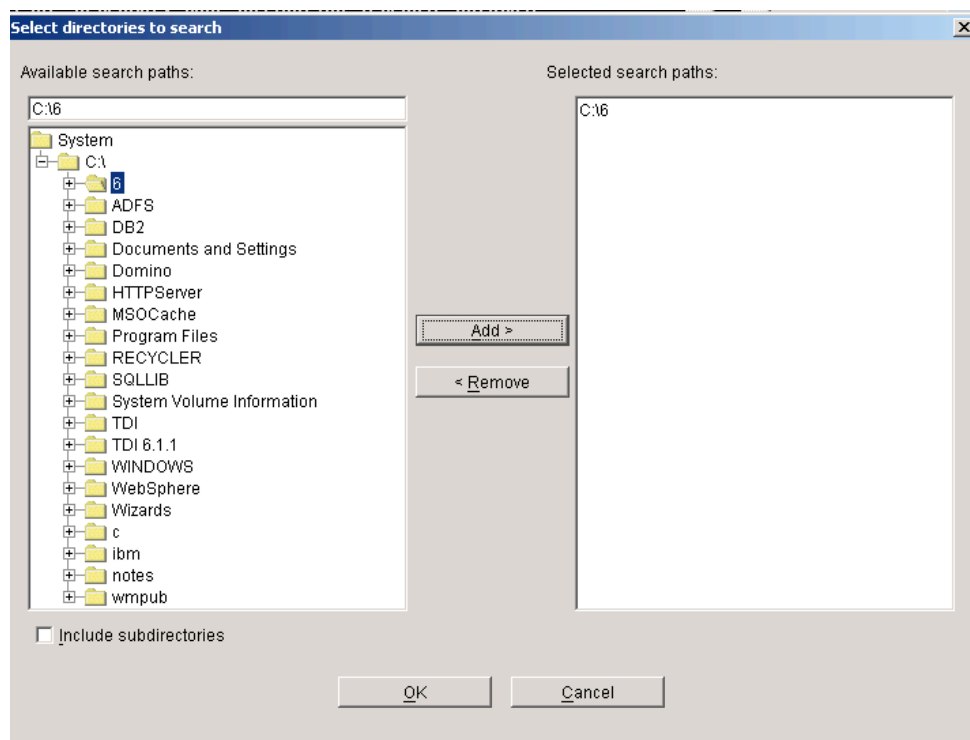 Select directories to search
Available search paths:
Selected search paths:
C:\6
C:\6
System
C:\
6
ADFS
DB2
Documents and Settings
Domino
HTTPServer
MSOCache
Program Files
RECYCLER
SQLLIB
System Volume Information
TDI
TDI 6.1.1
WINDOWS
WebSphere
Wizards
c
ibm
notes
wmpub
Add >
< Remove
Include subdirectories
OK
Cancel